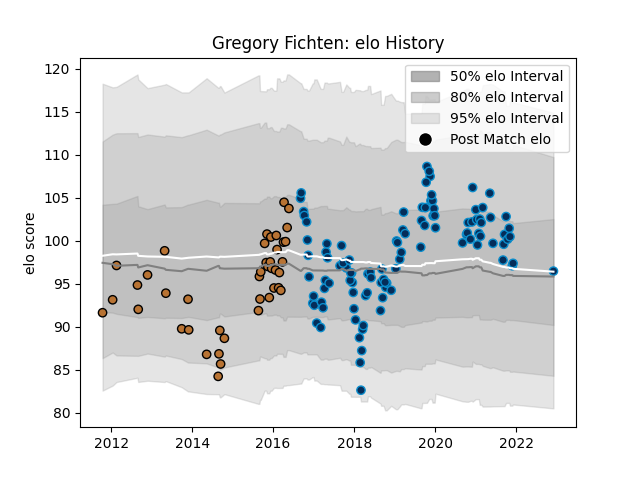 Gregory Fichten: elo History
50% elo Interval
80% elo Interval
95% elo Interval
Post Match elo
elo score
120
115
110
105
100
95
90
85
80
2012 2014 2016 2018 2020 2022